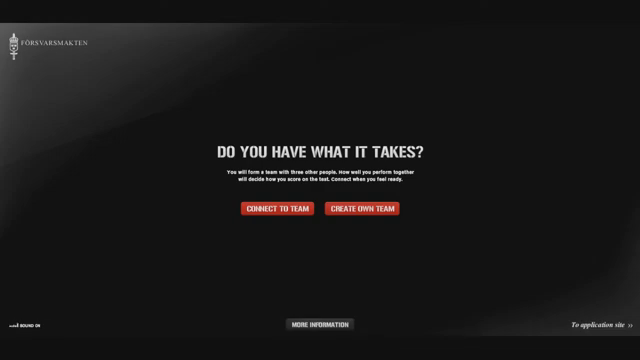 FÖRSVARSMAKTEN
DO YOU HAVE WHAT IT TAKES?
You will form a team with three other people. How well you perform together
will decide how you score on the test. Connect when you feel ready.
CONNECT TO TEAM
CREATE OWN TEAM
SOUND ON
MORE INFORMATION
To application site »